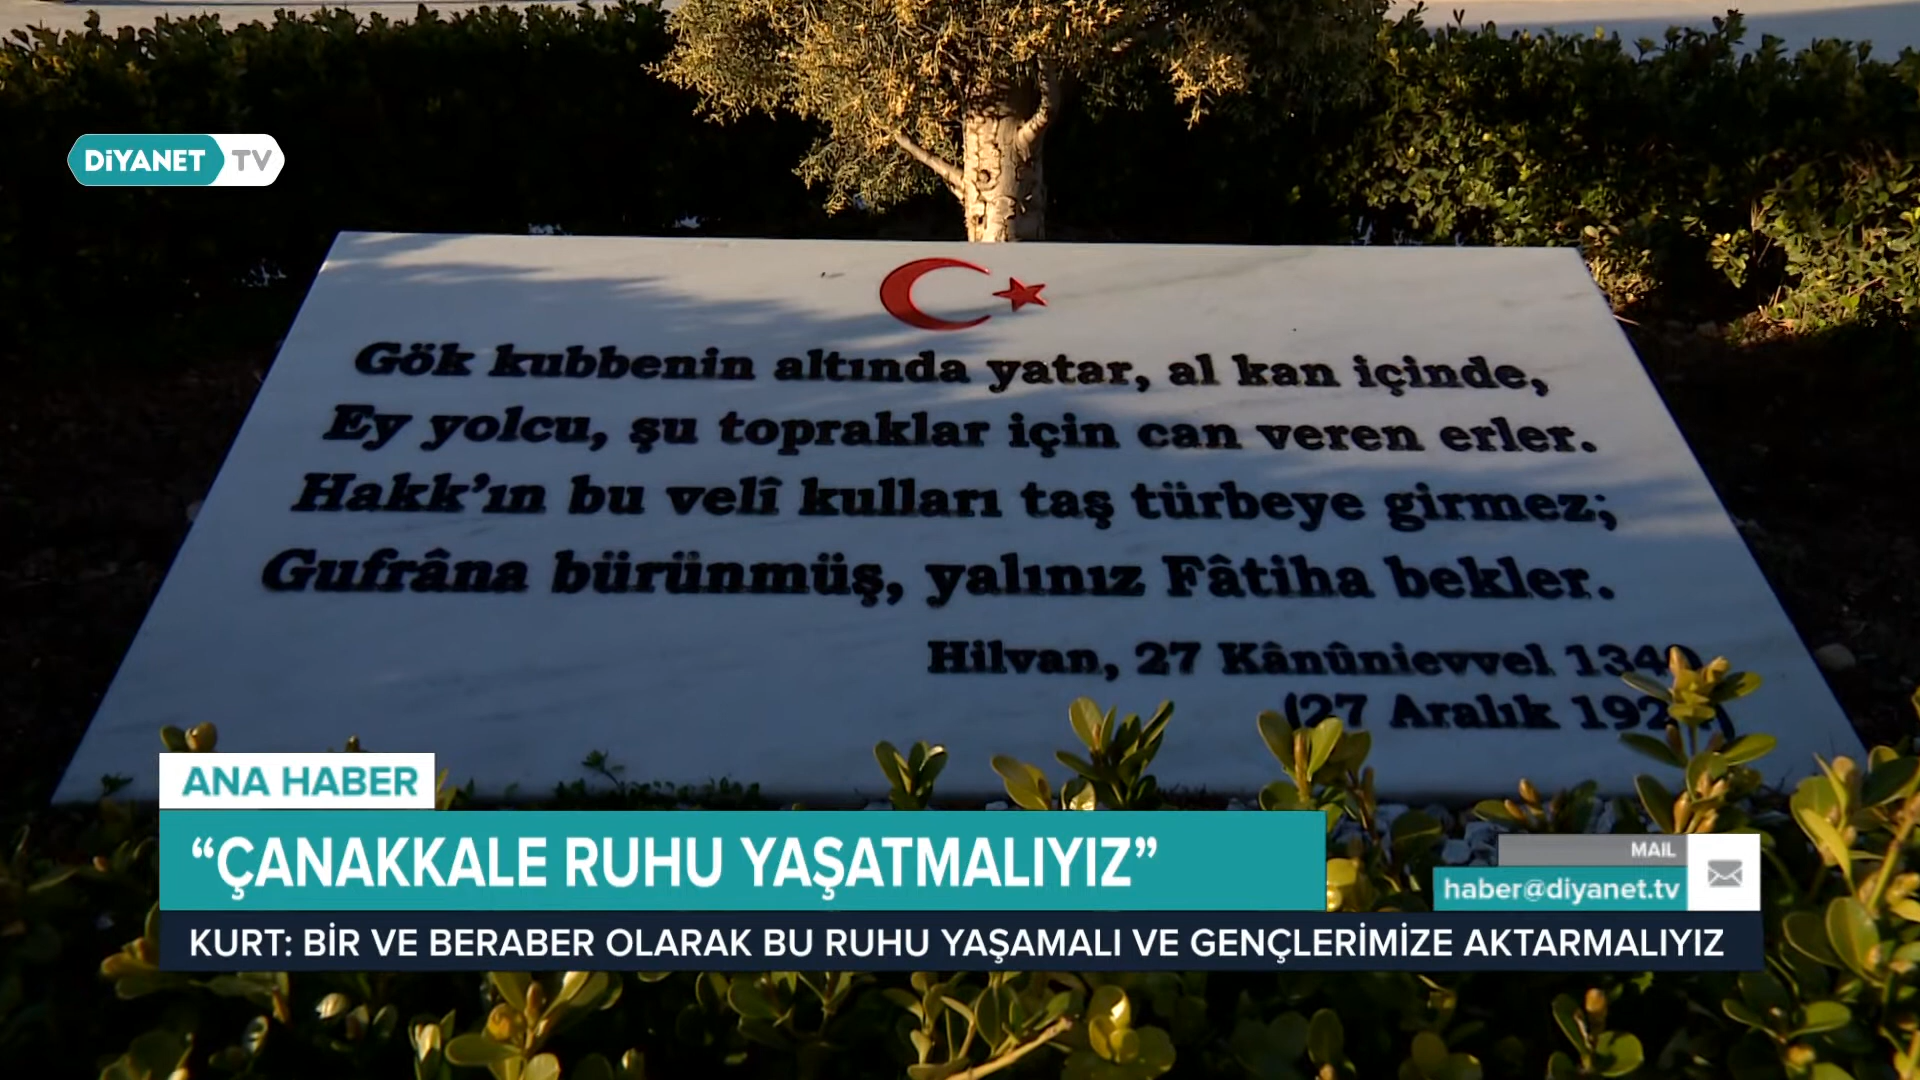 DİYANET TV
Gök kubbenin altında yatar, al kan içinde,
Ey yolcu, şu topraklar için can veren erler.
Hakk'ın bu velî kulları taş türbeye girmez;
Gufrâna bürünmüş, yalınız Fâtiha bekler.
Hilvan, 27 Kânûnievvel 1340
(27 Aralık
ANA HABER
“ÇANAKKALE RUHU YAŞATMALIYIZ”
MAIL
haber@diyanet.tv
KURT: BİR VE BERABER OLARAK BU RUHU YAŞAMALI VE GENÇLERİMİZE AKTARMALIYIZ